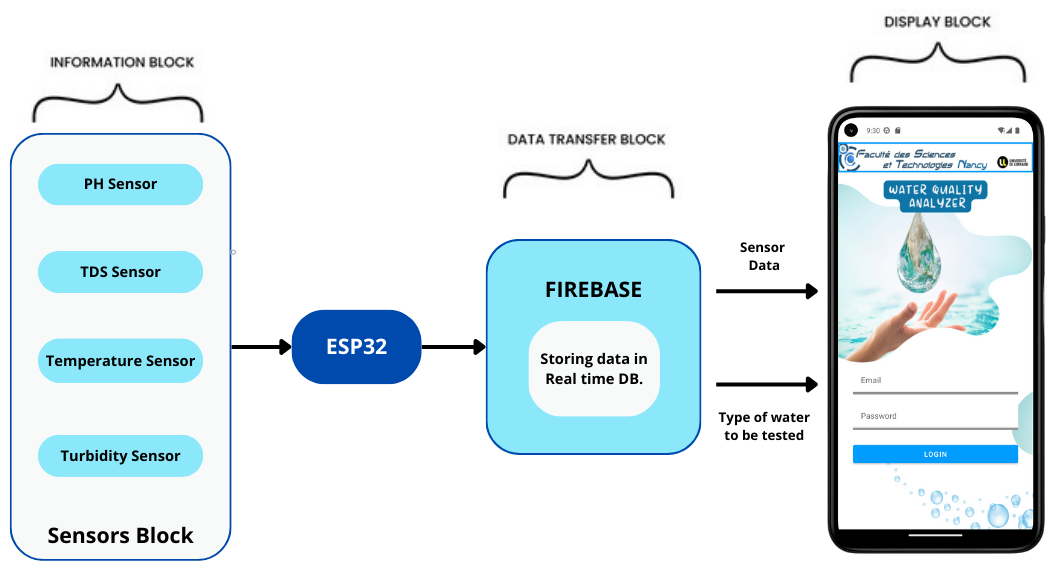 INFORMATION BLOCK
PH Sensor
TDS Sensor
Temperature Sensor
Turbidity Sensor
Sensors Block
ESP32
DATA TRANSFER BLOCK
FIREBASE
Storing data in
Real time DB.
Sensor
Data
Type of water
to be tested
DISPLAY BLOCK
9:30
Faculté des Sciences
et Technologies Nancy
UNIVERSITÉ
DE LORRAINE
WATER QUALITY
ANALYZER
Email
Password
LOGIN